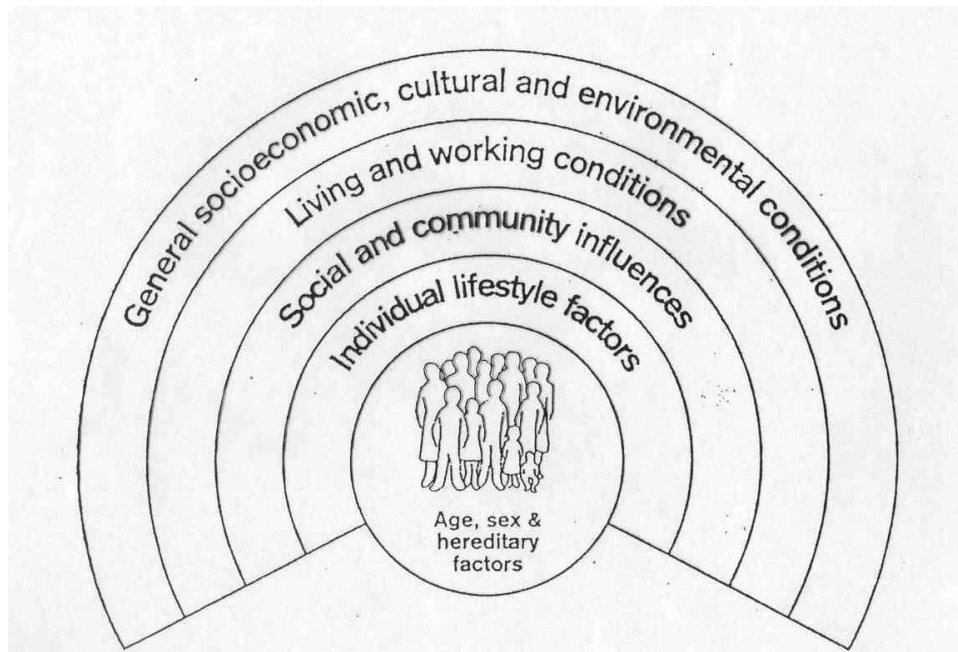 General socioeconomic, cultural and environmental conditions
Living and working conditions
Social and community influences
Individual lifestyle factors
Age, sex &
hereditary
factors